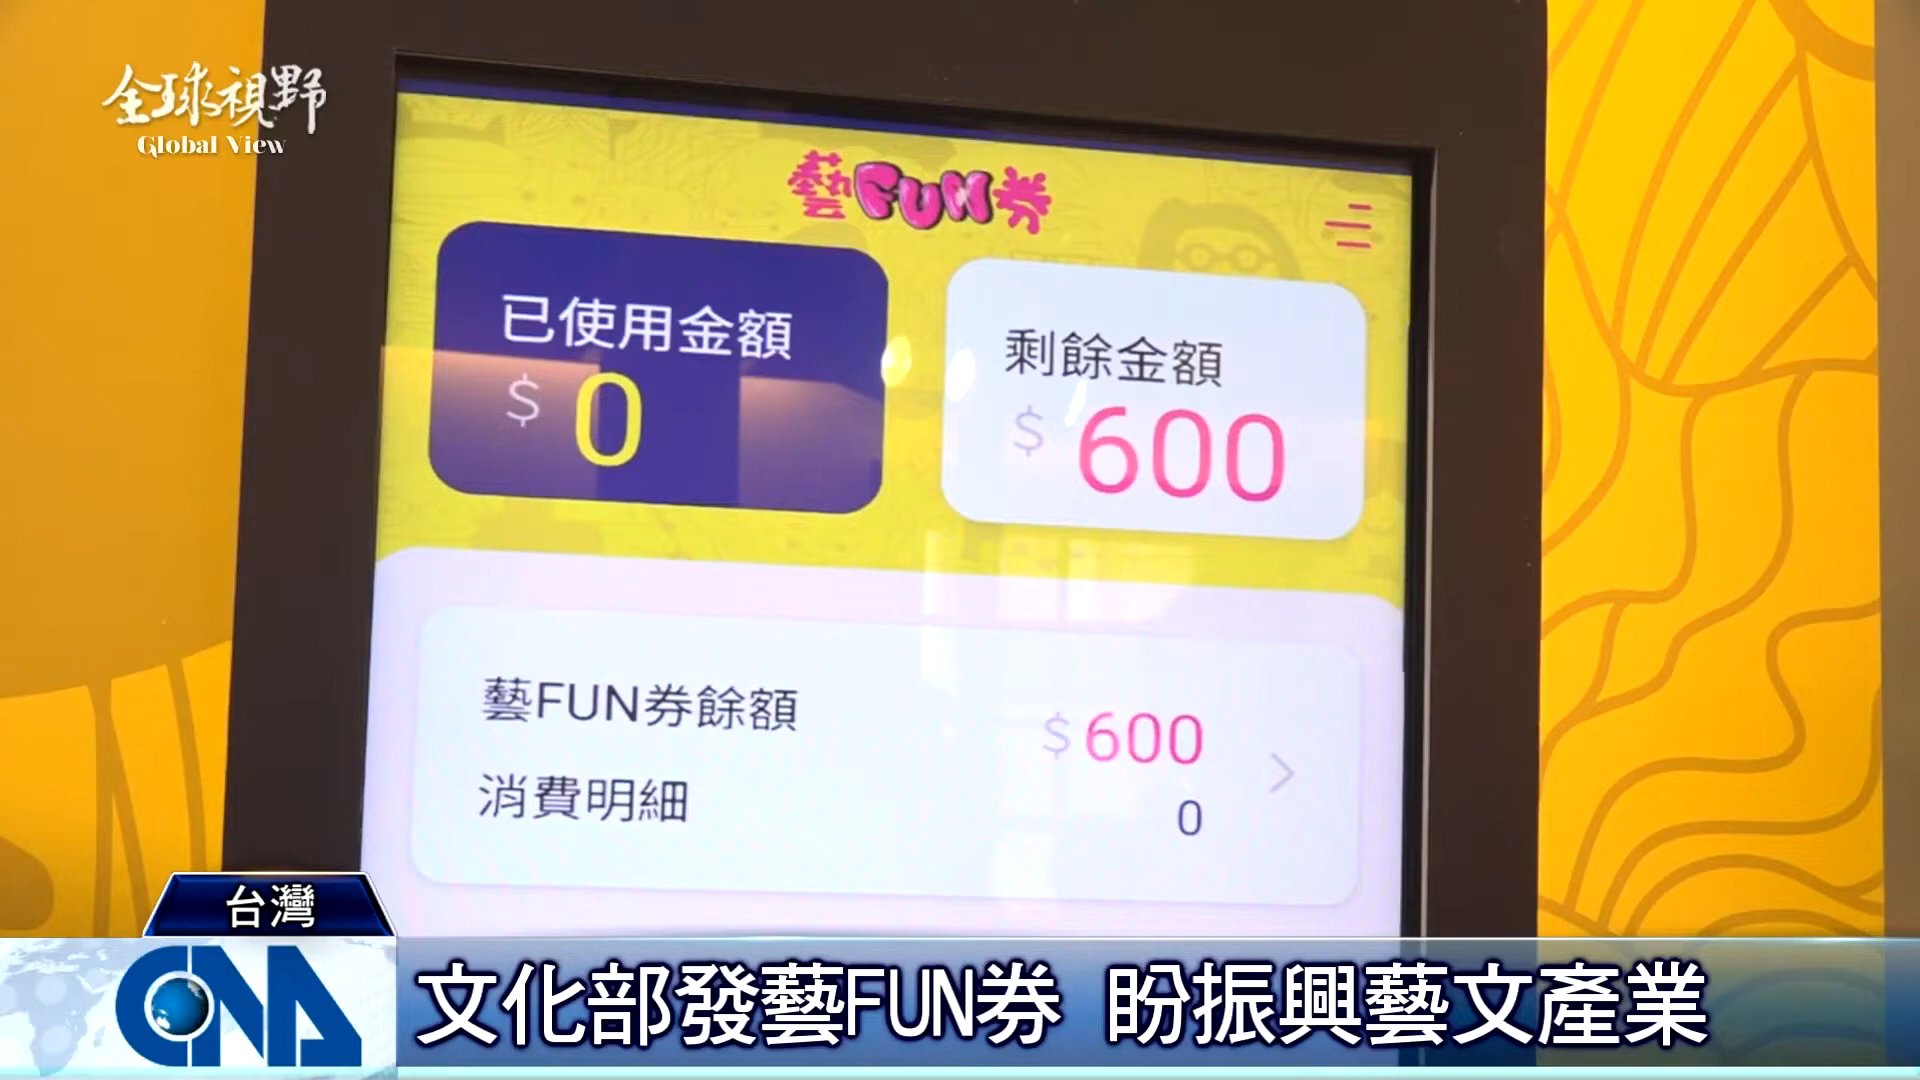 全球視野
Global View
藝FUN券
已使用金額
$ 0
剩餘金額
$ 600
藝FUN券餘額
$ 600
消費明細
0
台灣
CNA
文化部發藝FUN券 盼振興藝文產業